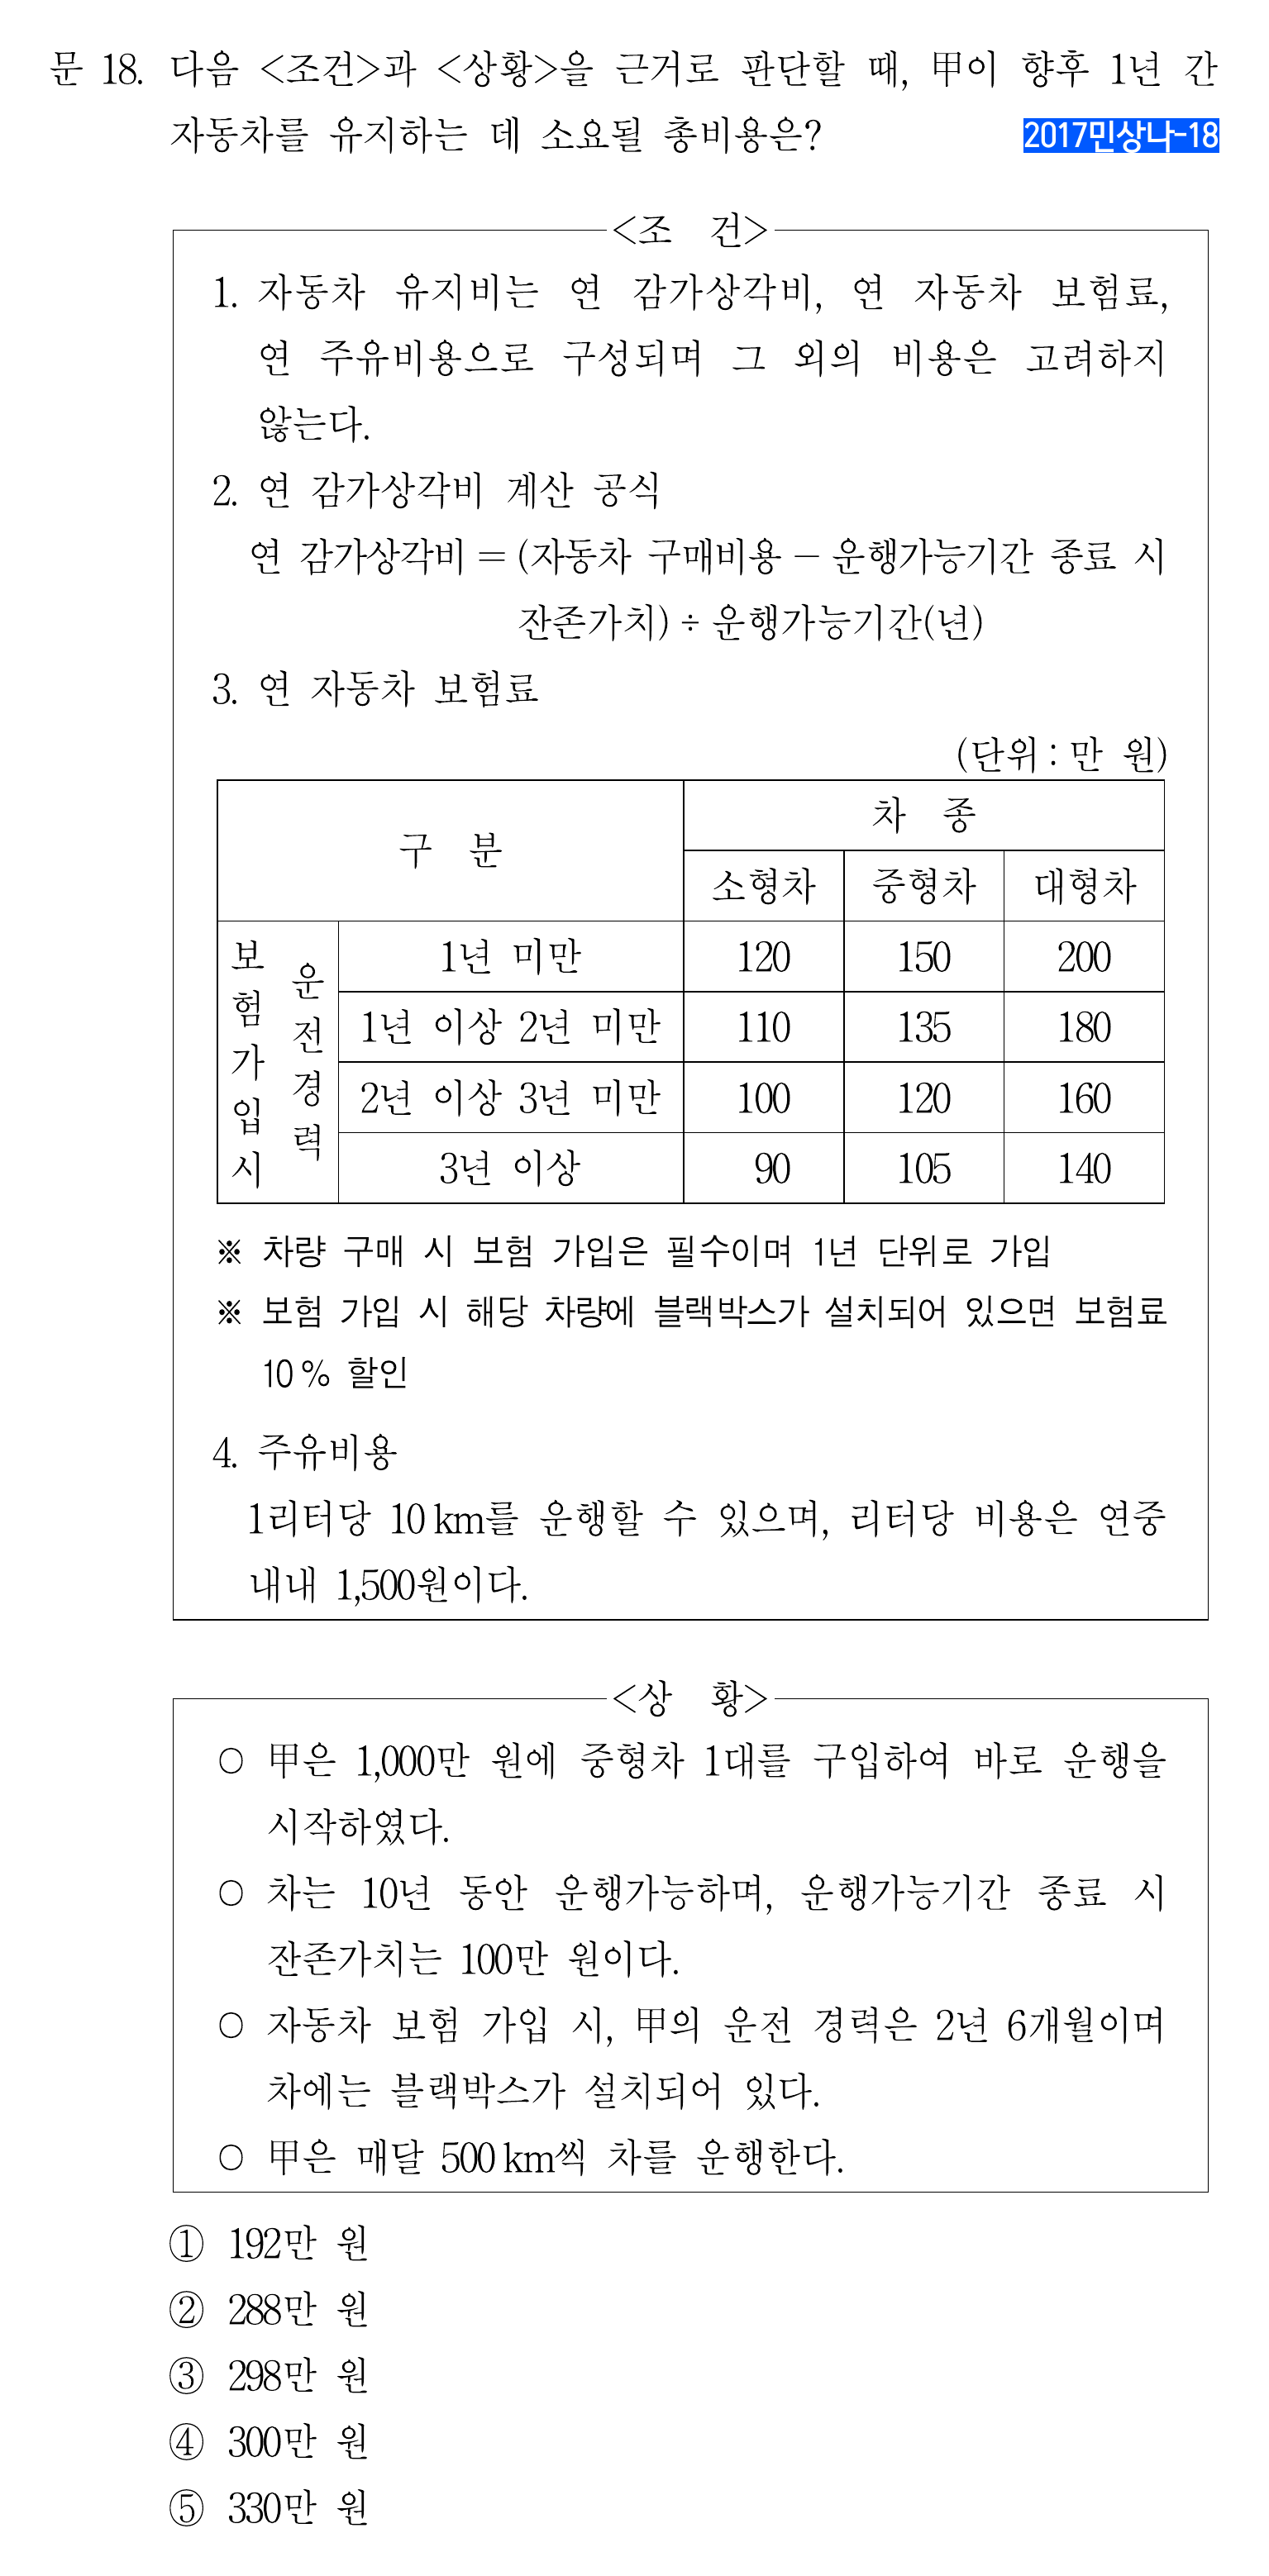 문 18. 다음 <조건>과 <상황>을 근거로 판단할 때, 甲이 향후 1년 간
자동차를 유지하는 데 소요될 총비용은? 2017민상나-18
<조 건>
1. 자동차 유지비는 연 감가상각비, 연 자동차 보험료,
연 주유비용으로 구성되며 그 외의 비용은 고려하지
않는다.
2. 연 감가상각비 계산 공식
연 감가상각비 = (자동차 구매비용 - 운행가능기간 종료 시
잔존가치) ÷ 운행가능기간(년)
3. 연 자동차 보험료
(단위 : 만 원)
구 분 차 종
소형차 중형차 대형차
보험가입시 운전경력 1년 미만 120 150 200
1년 이상 2년 미만 110 135 180
2년 이상 3년 미만 100 120 160
3년 이상 90 105 140
※ 차량 구매 시 보험 가입은 필수이며 1년 단위로 가입
※ 보험 가입 시 해당 차량에 블랙박스가 설치되어 있으면 보험료
10 % 할인
4. 주유비용
1리터당 10 km를 운행할 수 있으며, 리터당 비용은 연중
내내 1,500원이다.
<상 황>
○ 甲은 1,000만 원에 중형차 1대를 구입하여 바로 운행을
시작하였다.
○ 차는 10년 동안 운행가능하며, 운행가능기간 종료 시
잔존가치는 100만 원이다.
○ 자동차 보험 가입 시, 甲의 운전 경력은 2년 6개월이며
차에는 블랙박스가 설치되어 있다.
○ 甲은 매달 500 km씩 차를 운행한다.
① 192만 원
② 288만 원
③ 298만 원
④ 300만 원
⑤ 330만 원